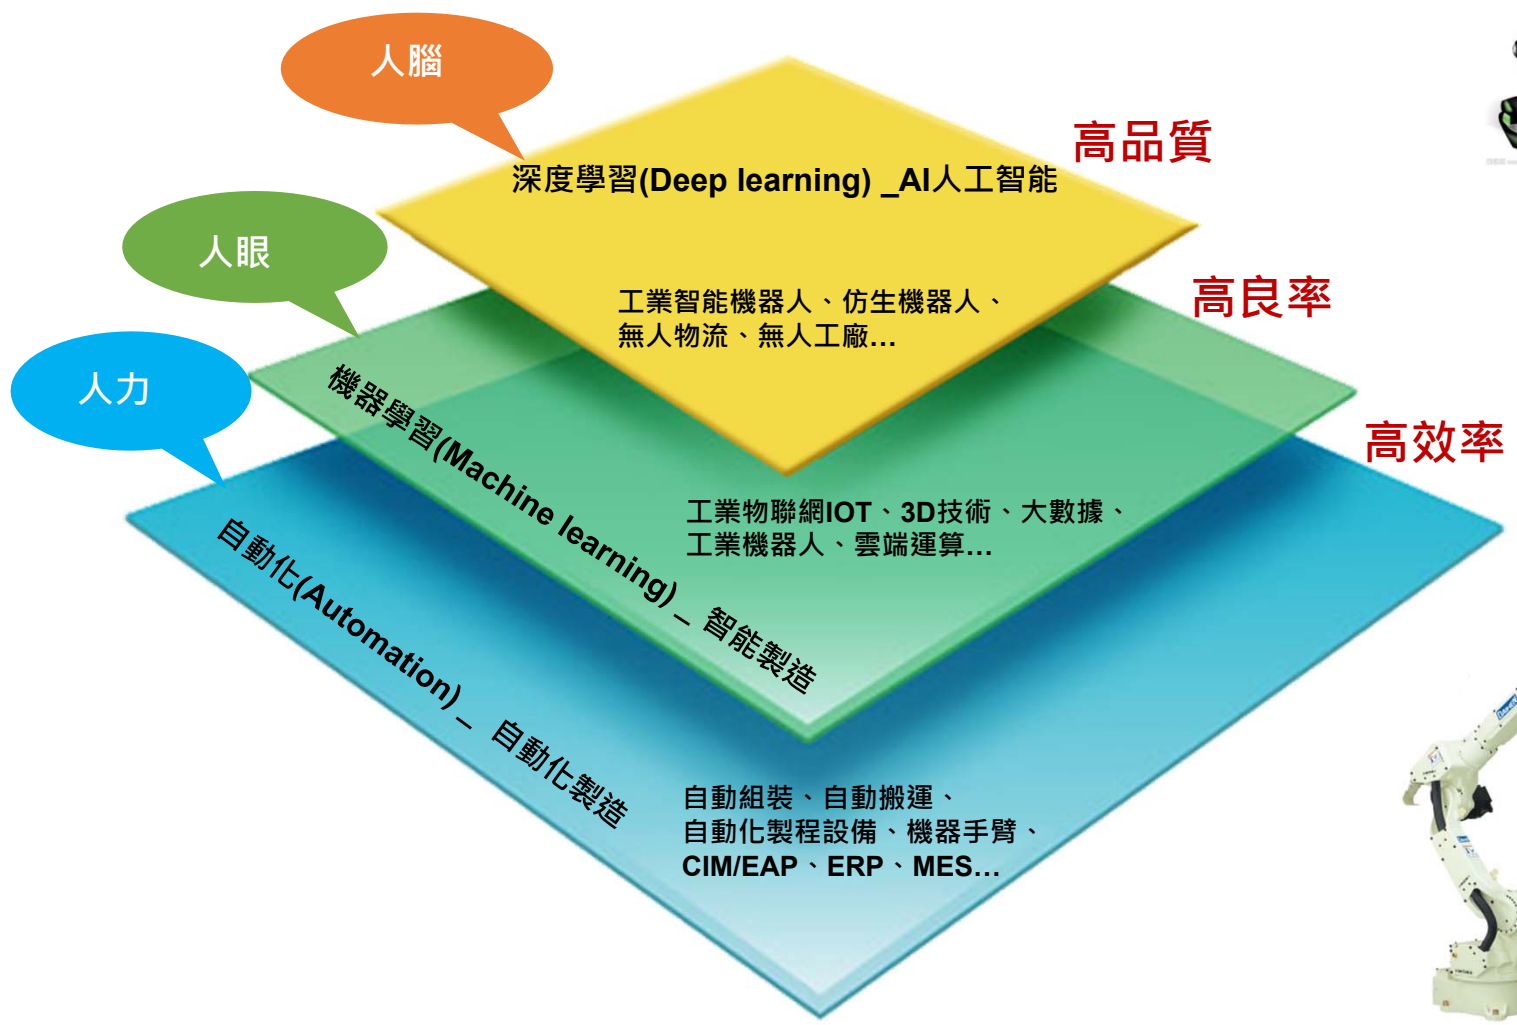 人腦
高品質
深度學習(Deep learning) _AI人工智能
人眼
工業智能機器人、仿生機器人、
無人物流、無人工廠...
高良率
人力
機器學習(Machine learning)_ 智能製造
高效率
工業物聯網IOT、3D技術、大數據、
工業機器人、雲端運算...
自動化(Automation)_ 自動化製造
自動組裝、自動搬運、
自動化製程設備、機器手臂、
CIM/EAP、ERP、MES...